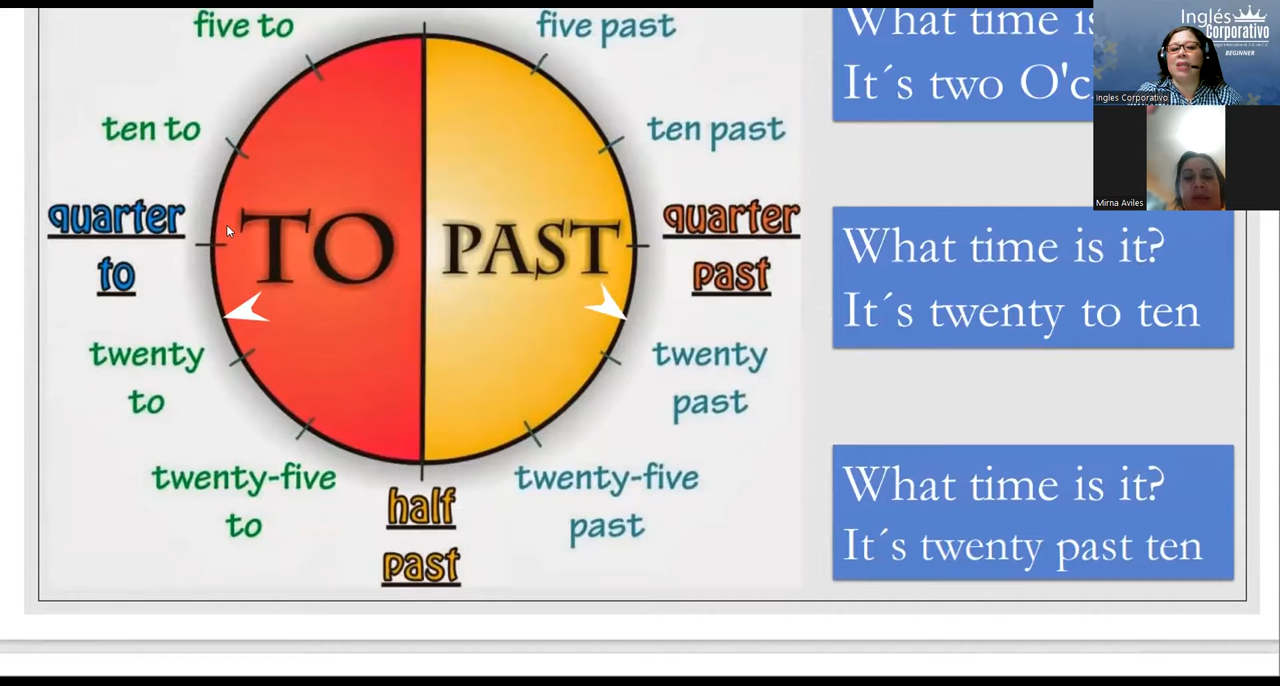 five to
five past
ten to
ten past
quarter
to
TO
PAST
quarter
past
twenty
to
twenty
past
twenty-five
to
half
past
twenty-five
past
What time is
It´s two O'c
What time is it?
It´s twenty to ten
What time is it?
It´s twenty past ten
Inglés
Corporativo
BEGINNER
Ingles Corporativo
Mirna Aviles